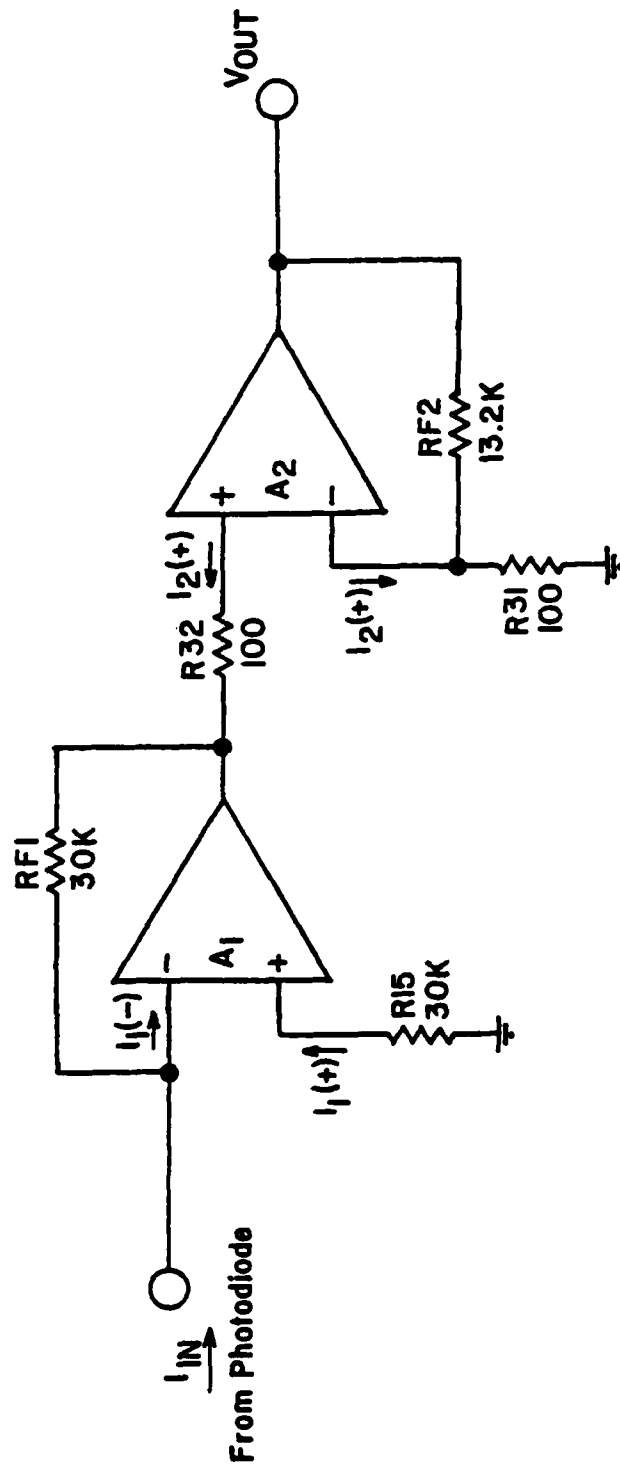 RF1
30K
I1(-)
-
A1
+
I1(+)
R15
30K
IIN
From Photodiode
R32
100
I2(+)
+
A2
-
I2(+)
RF2
13.2K
R31
100
VOUT